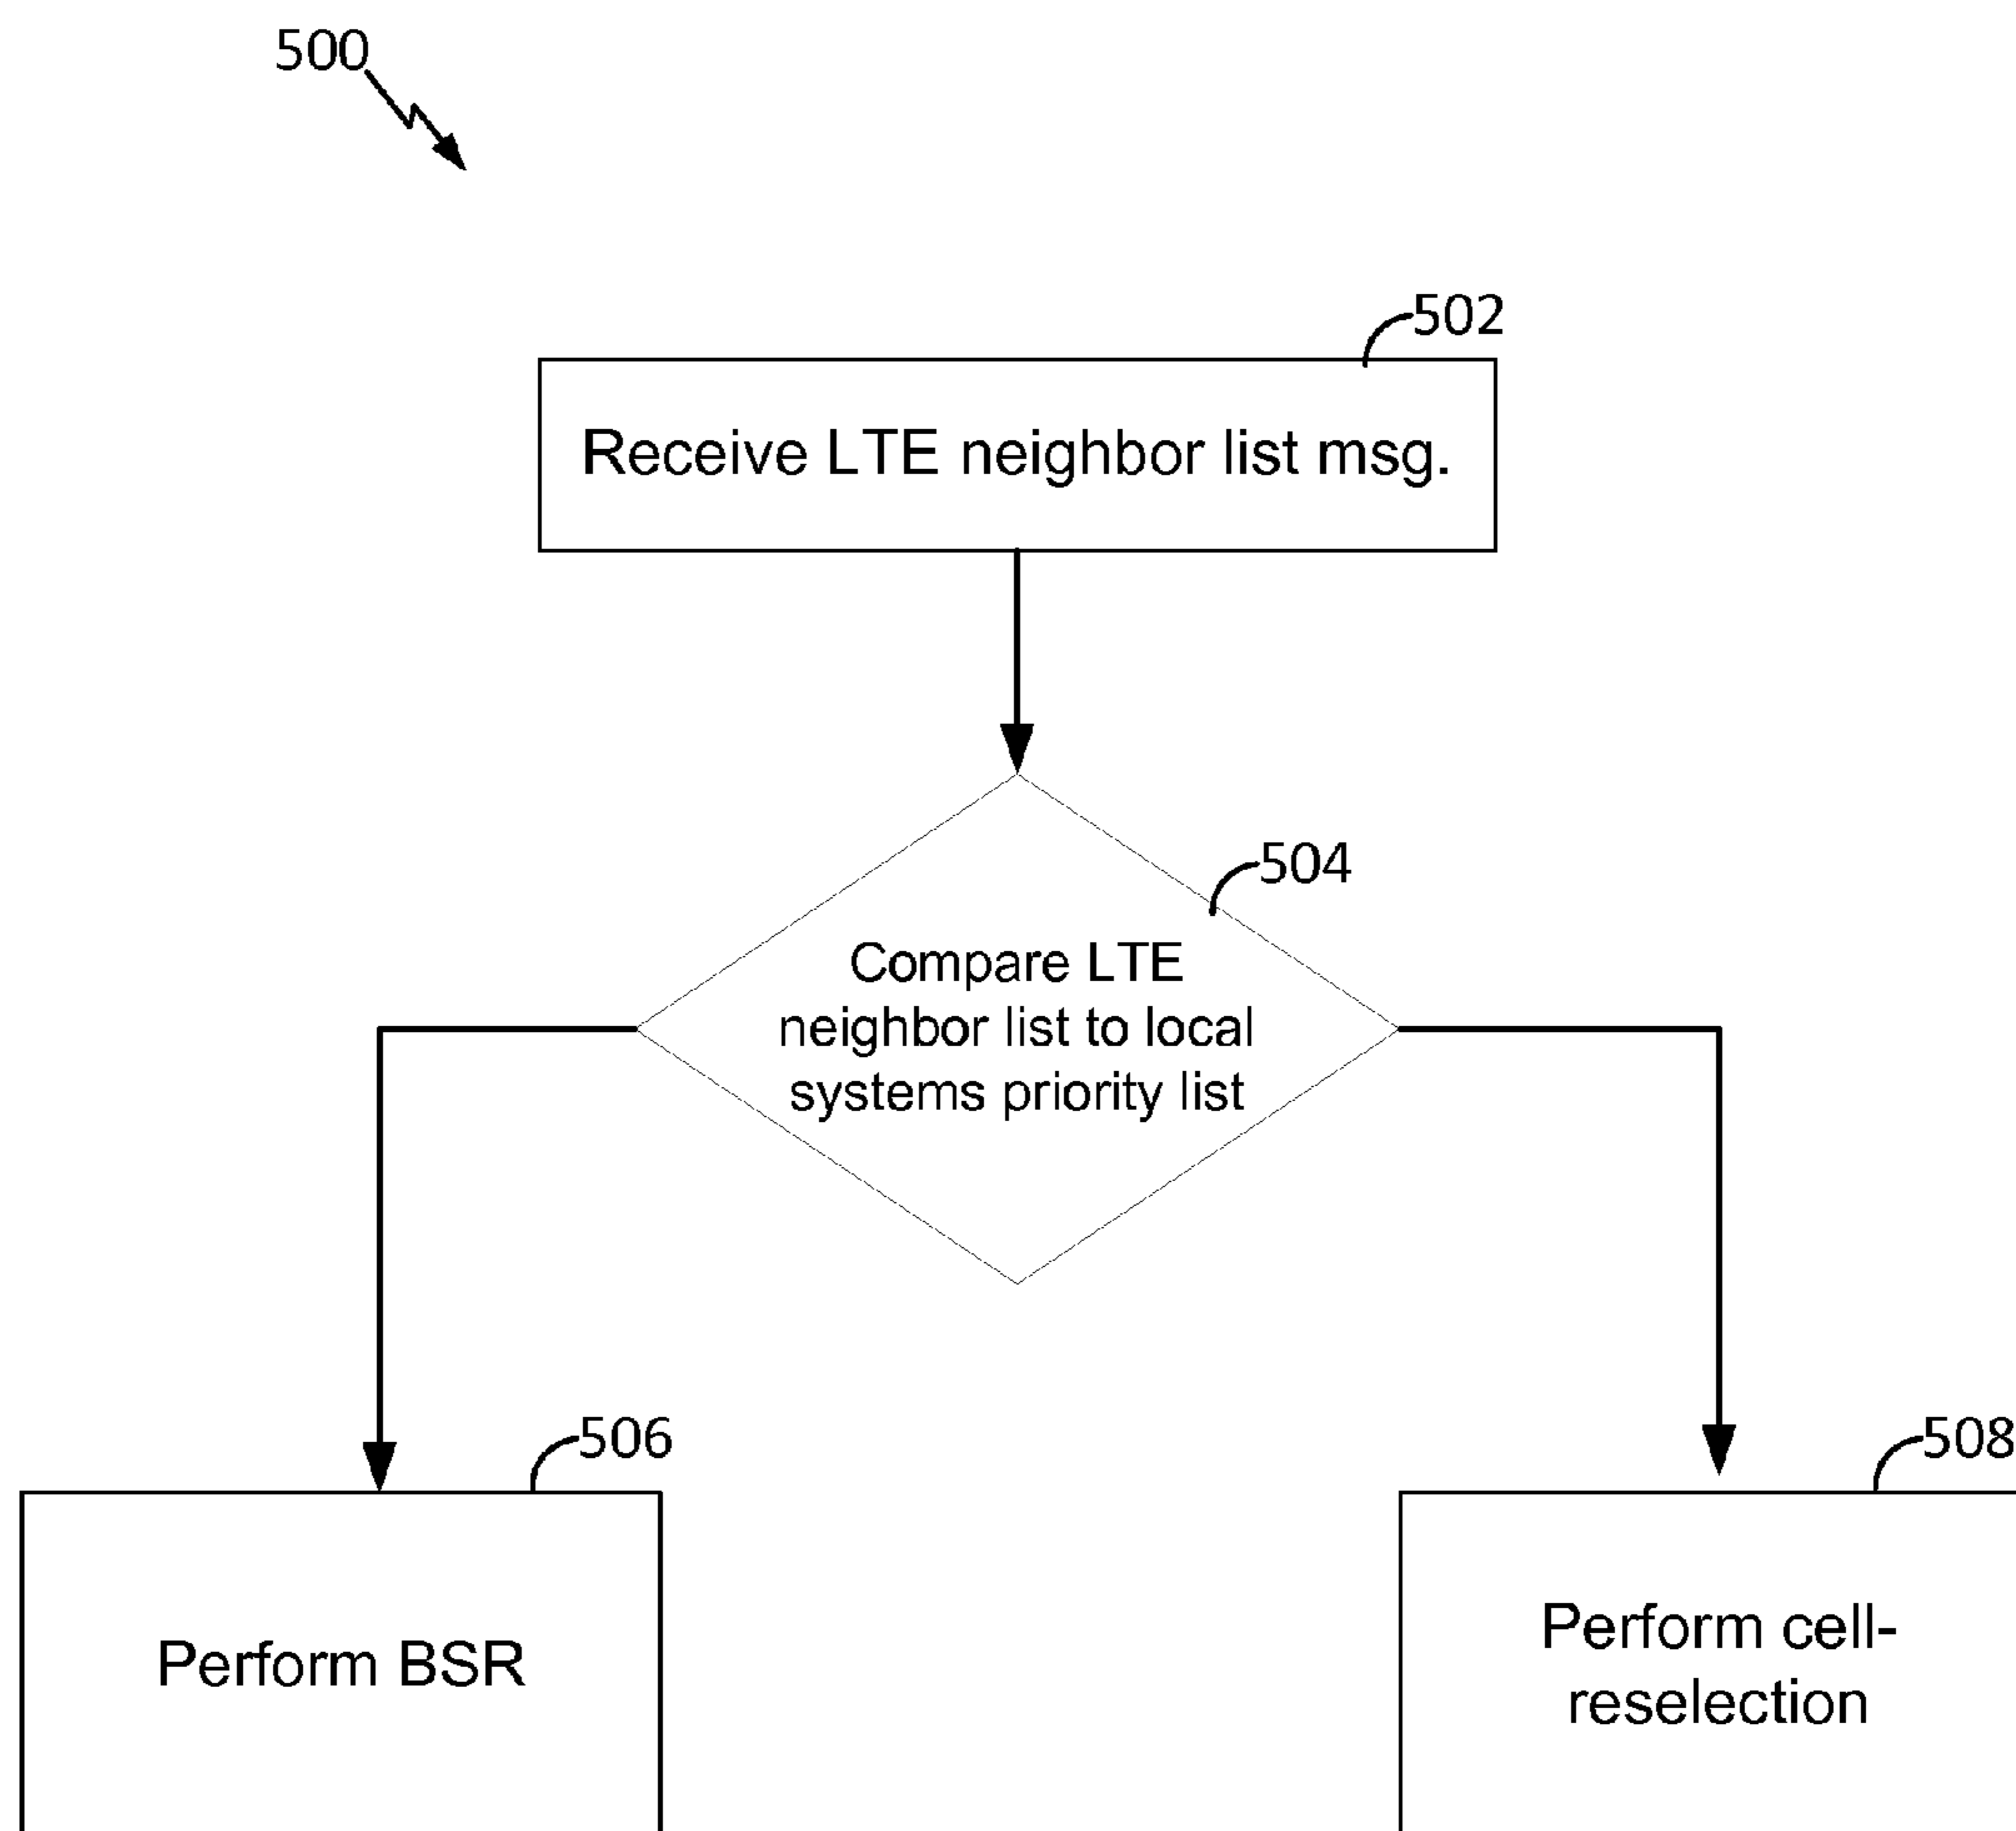 500
502
Receive LTE neighbor list msg.
504
Compare LTE
neighbor list to local
systems priority list
506
Perform BSR
508
Perform cell-
reselection